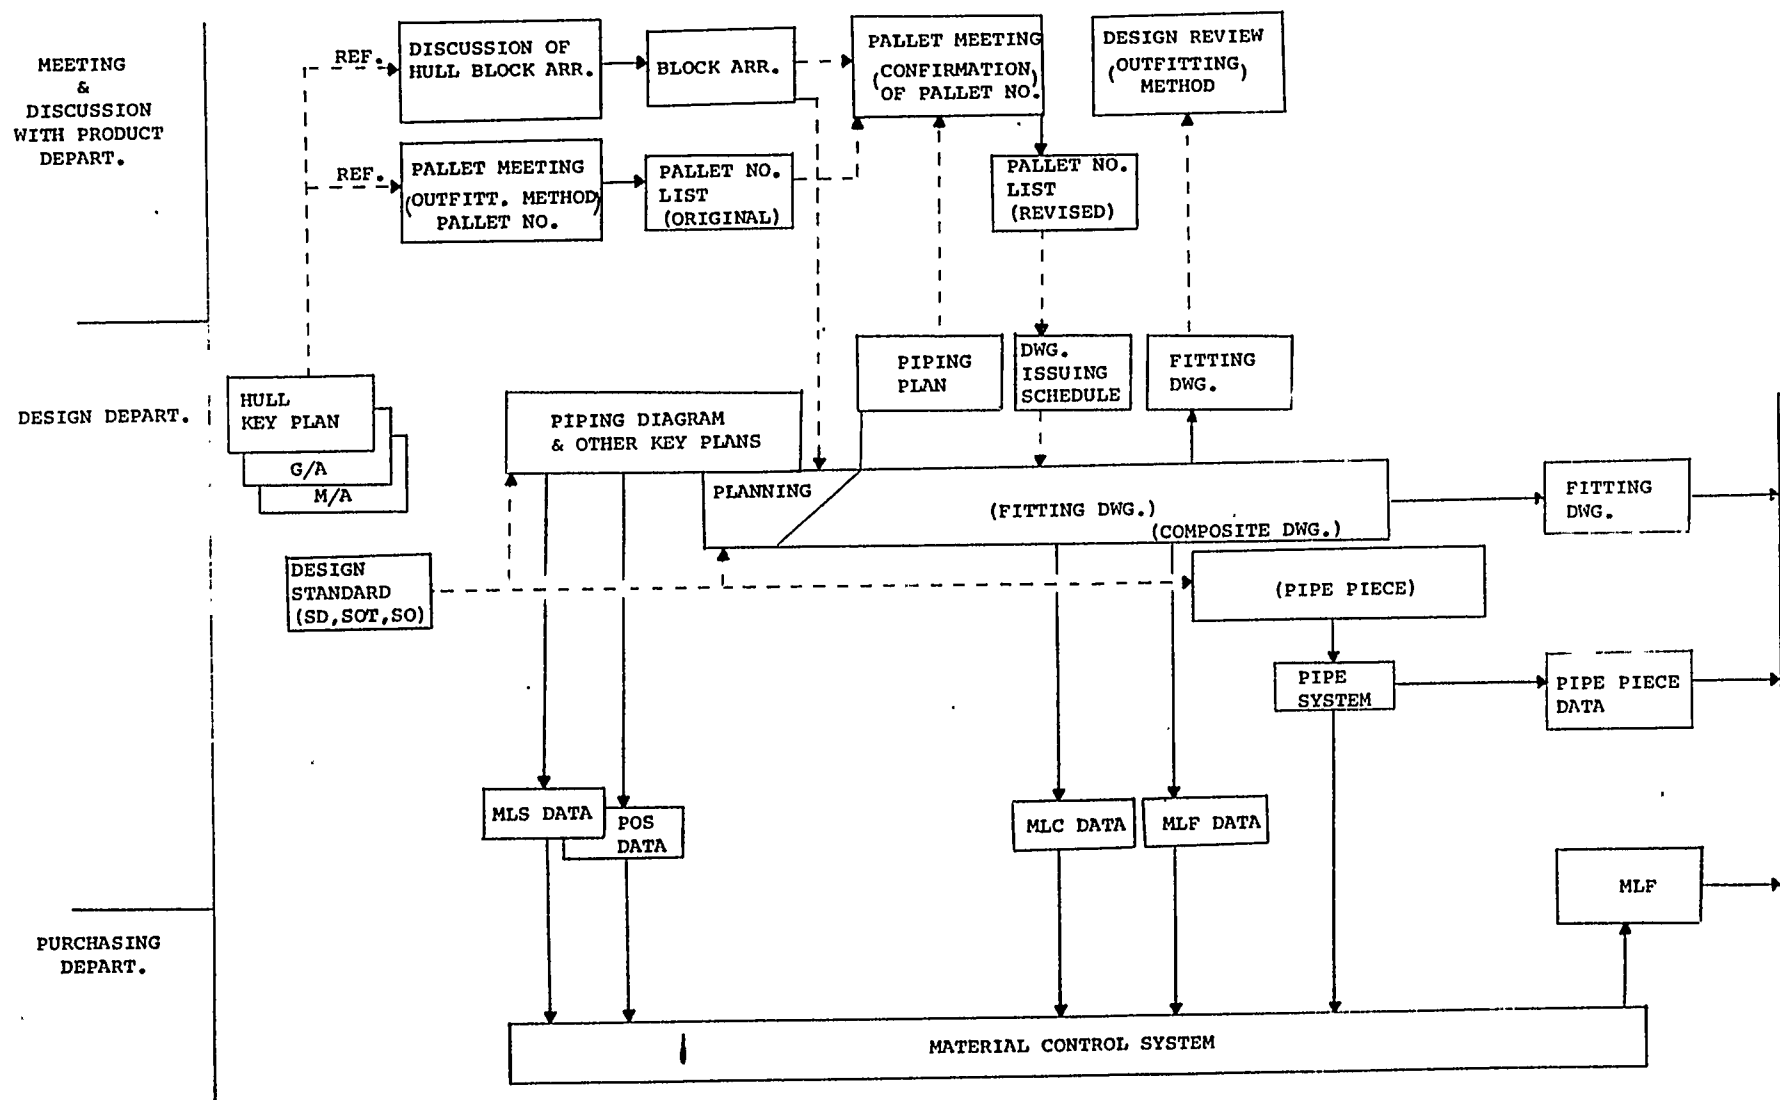 MEETING
&
DISCUSSION
WITH PRODUCT
DEPART.
REF.
DISCUSSION OF
HULL BLOCK ARR.
BLOCK ARR.
PALLET MEETING
(CONFIRMATION)
OF PALLET NO.
DESIGN REVIEW
(OUTFITTING)
METHOD
REF.
PALLET MEETING
(OUTFITT. METHOD)
PALLET NO.
PALLET NO.
LIST
(ORIGINAL)
PALLET NO.
LIST
(REVISED)
DESIGN DEPART.
HULL
KEY PLAN
G/A
M/A
PIPING DIAGRAM
& OTHER KEY PLANS
PIPING
PLAN
DWG.
ISSUING
SCHEDULE
FITTING
DWG.
PLANNING
(FITTING DWG.)
(COMPOSITE DWG.)
FITTING
DWG.
DESIGN
STANDARD
(SD,SOT,SO)
(PIPE PIECE)
PIPE
SYSTEM
PIPE PIECE
DATA
MLS DATA
POS
DATA
MLC DATA
MLF DATA
MLF
PURCHASING
DEPART.
MATERIAL CONTROL SYSTEM